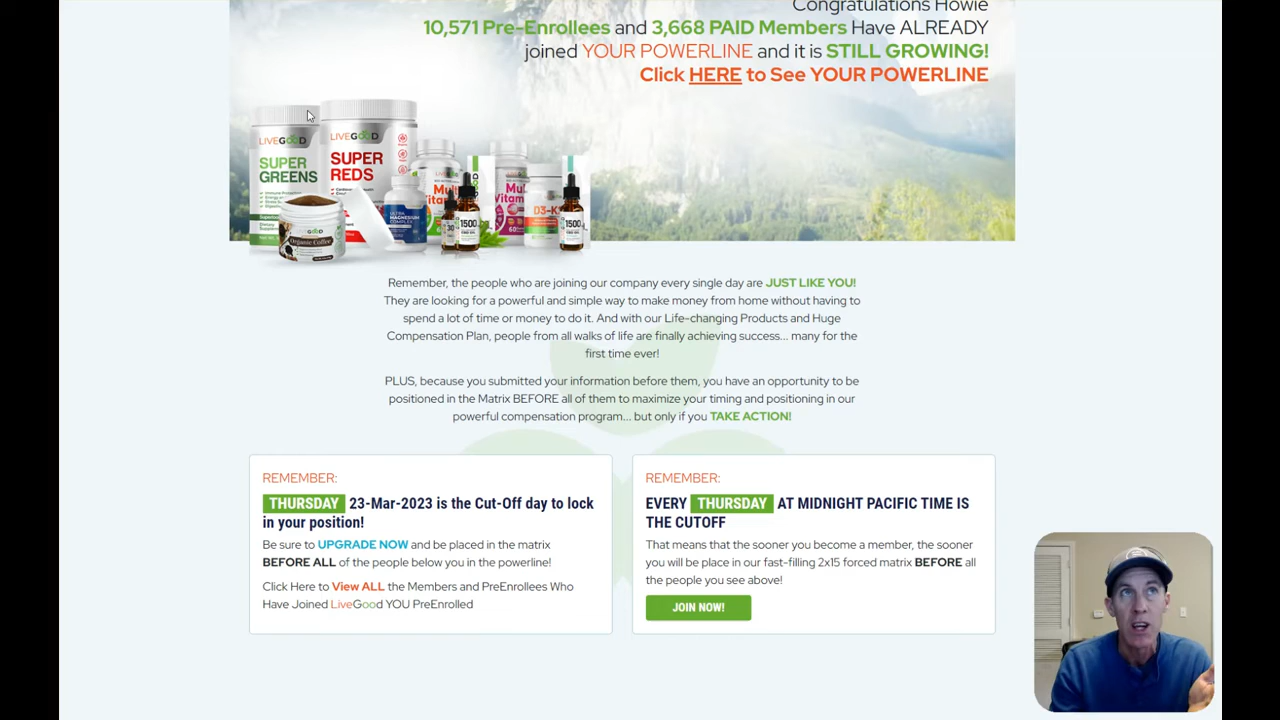 Congratulations Howie
10,571 Pre-Enrollees and 3,668 PAID Members Have ALREADY
joined YOUR POWERLINE and it is STILL GROWING!
Click HERE to See YOUR POWERLINE
LIVEGOOD
SUPER
GREENS
LIVEGOOD
SUPER
REDS
LIVEGOOD
Organic Coffee
ULTRA
MAGNESIUM
COMPLEX
1500
D3-K2
1500
Remember, the people who are joining our company every single day are JUST LIKE YOU!
They are looking for a powerful and simple way to make money from home without having to
spend a lot of time or money to do it. And with our Life-changing Products and Huge
Compensation Plan, people from all walks of life are finally achieving success... many for the
first time ever!
PLUS, because you submitted your information before them, you have an opportunity to be
positioned in the Matrix BEFORE all of them to maximize your timing and positioning in our
powerful compensation program... but only if you TAKE ACTION!
REMEMBER:
THURSDAY 23-Mar-2023 is the Cut-Off day to lock
in your position!
Be sure to UPGRADE NOW and be placed in the matrix
BEFORE ALL of the people below you in the powerline!
Click Here to View ALL the Members and PreEnrollees Who
Have Joined LiveGood YOU PreEnrolled
REMEMBER:
EVERY THURSDAY AT MIDNIGHT PACIFIC TIME IS
THE CUTOFF
That means that the sooner you become a member, the sooner
you will be place in our fast-filling 2x15 forced matrix BEFORE all
the people you see above!
JOIN NOW!